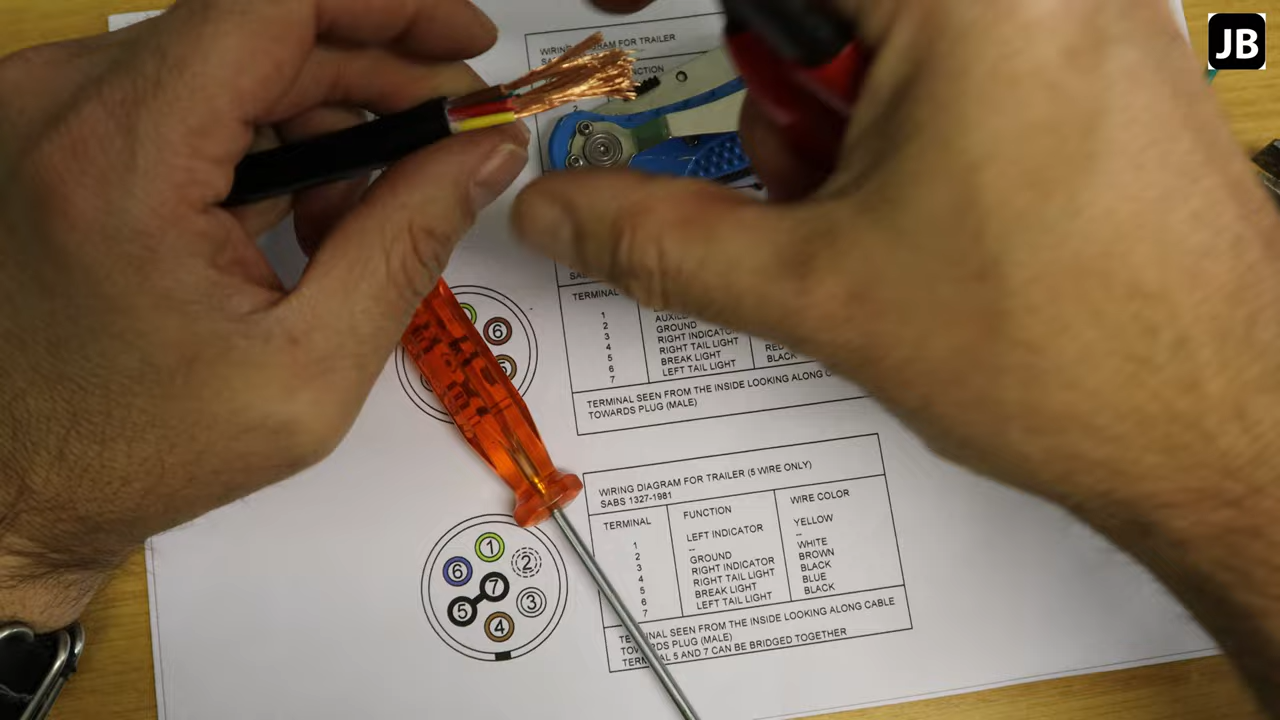 JB
WIRING DIAGRAM FOR TRAILER
2
TERMINAL
1
2 GROUND
3 RIGHT INDICATOR
4 RIGHT TAIL LIGHT
5 BREAK LIGHT
6 LEFT TAIL LIGHT BLACK
7
TERMINAL SEEN FROM THE INSIDE LOOKING ALONG
TOWARDS PLUG (MALE)
6
WIRING DIAGRAM FOR TRAILER (5 WIRE ONLY)
SABS 1327-1981
TERMINAL FUNCTION WIRE COLOR
1 LEFT INDICATOR YELLOW
2 -- --
3 GROUND WHITE
4 RIGHT INDICATOR BROWN
5 RIGHT TAIL LIGHT BLACK
6 BREAK LIGHT BLUE
7 LEFT TAIL LIGHT BLACK
TERMINAL SEEN FROM THE INSIDE LOOKING ALONG CABLE
TOWARDS PLUG (MALE)
TERMINAL 5 AND 7 CAN BE BRIDGED TOGETHER
1
2
6
7
5
3
4